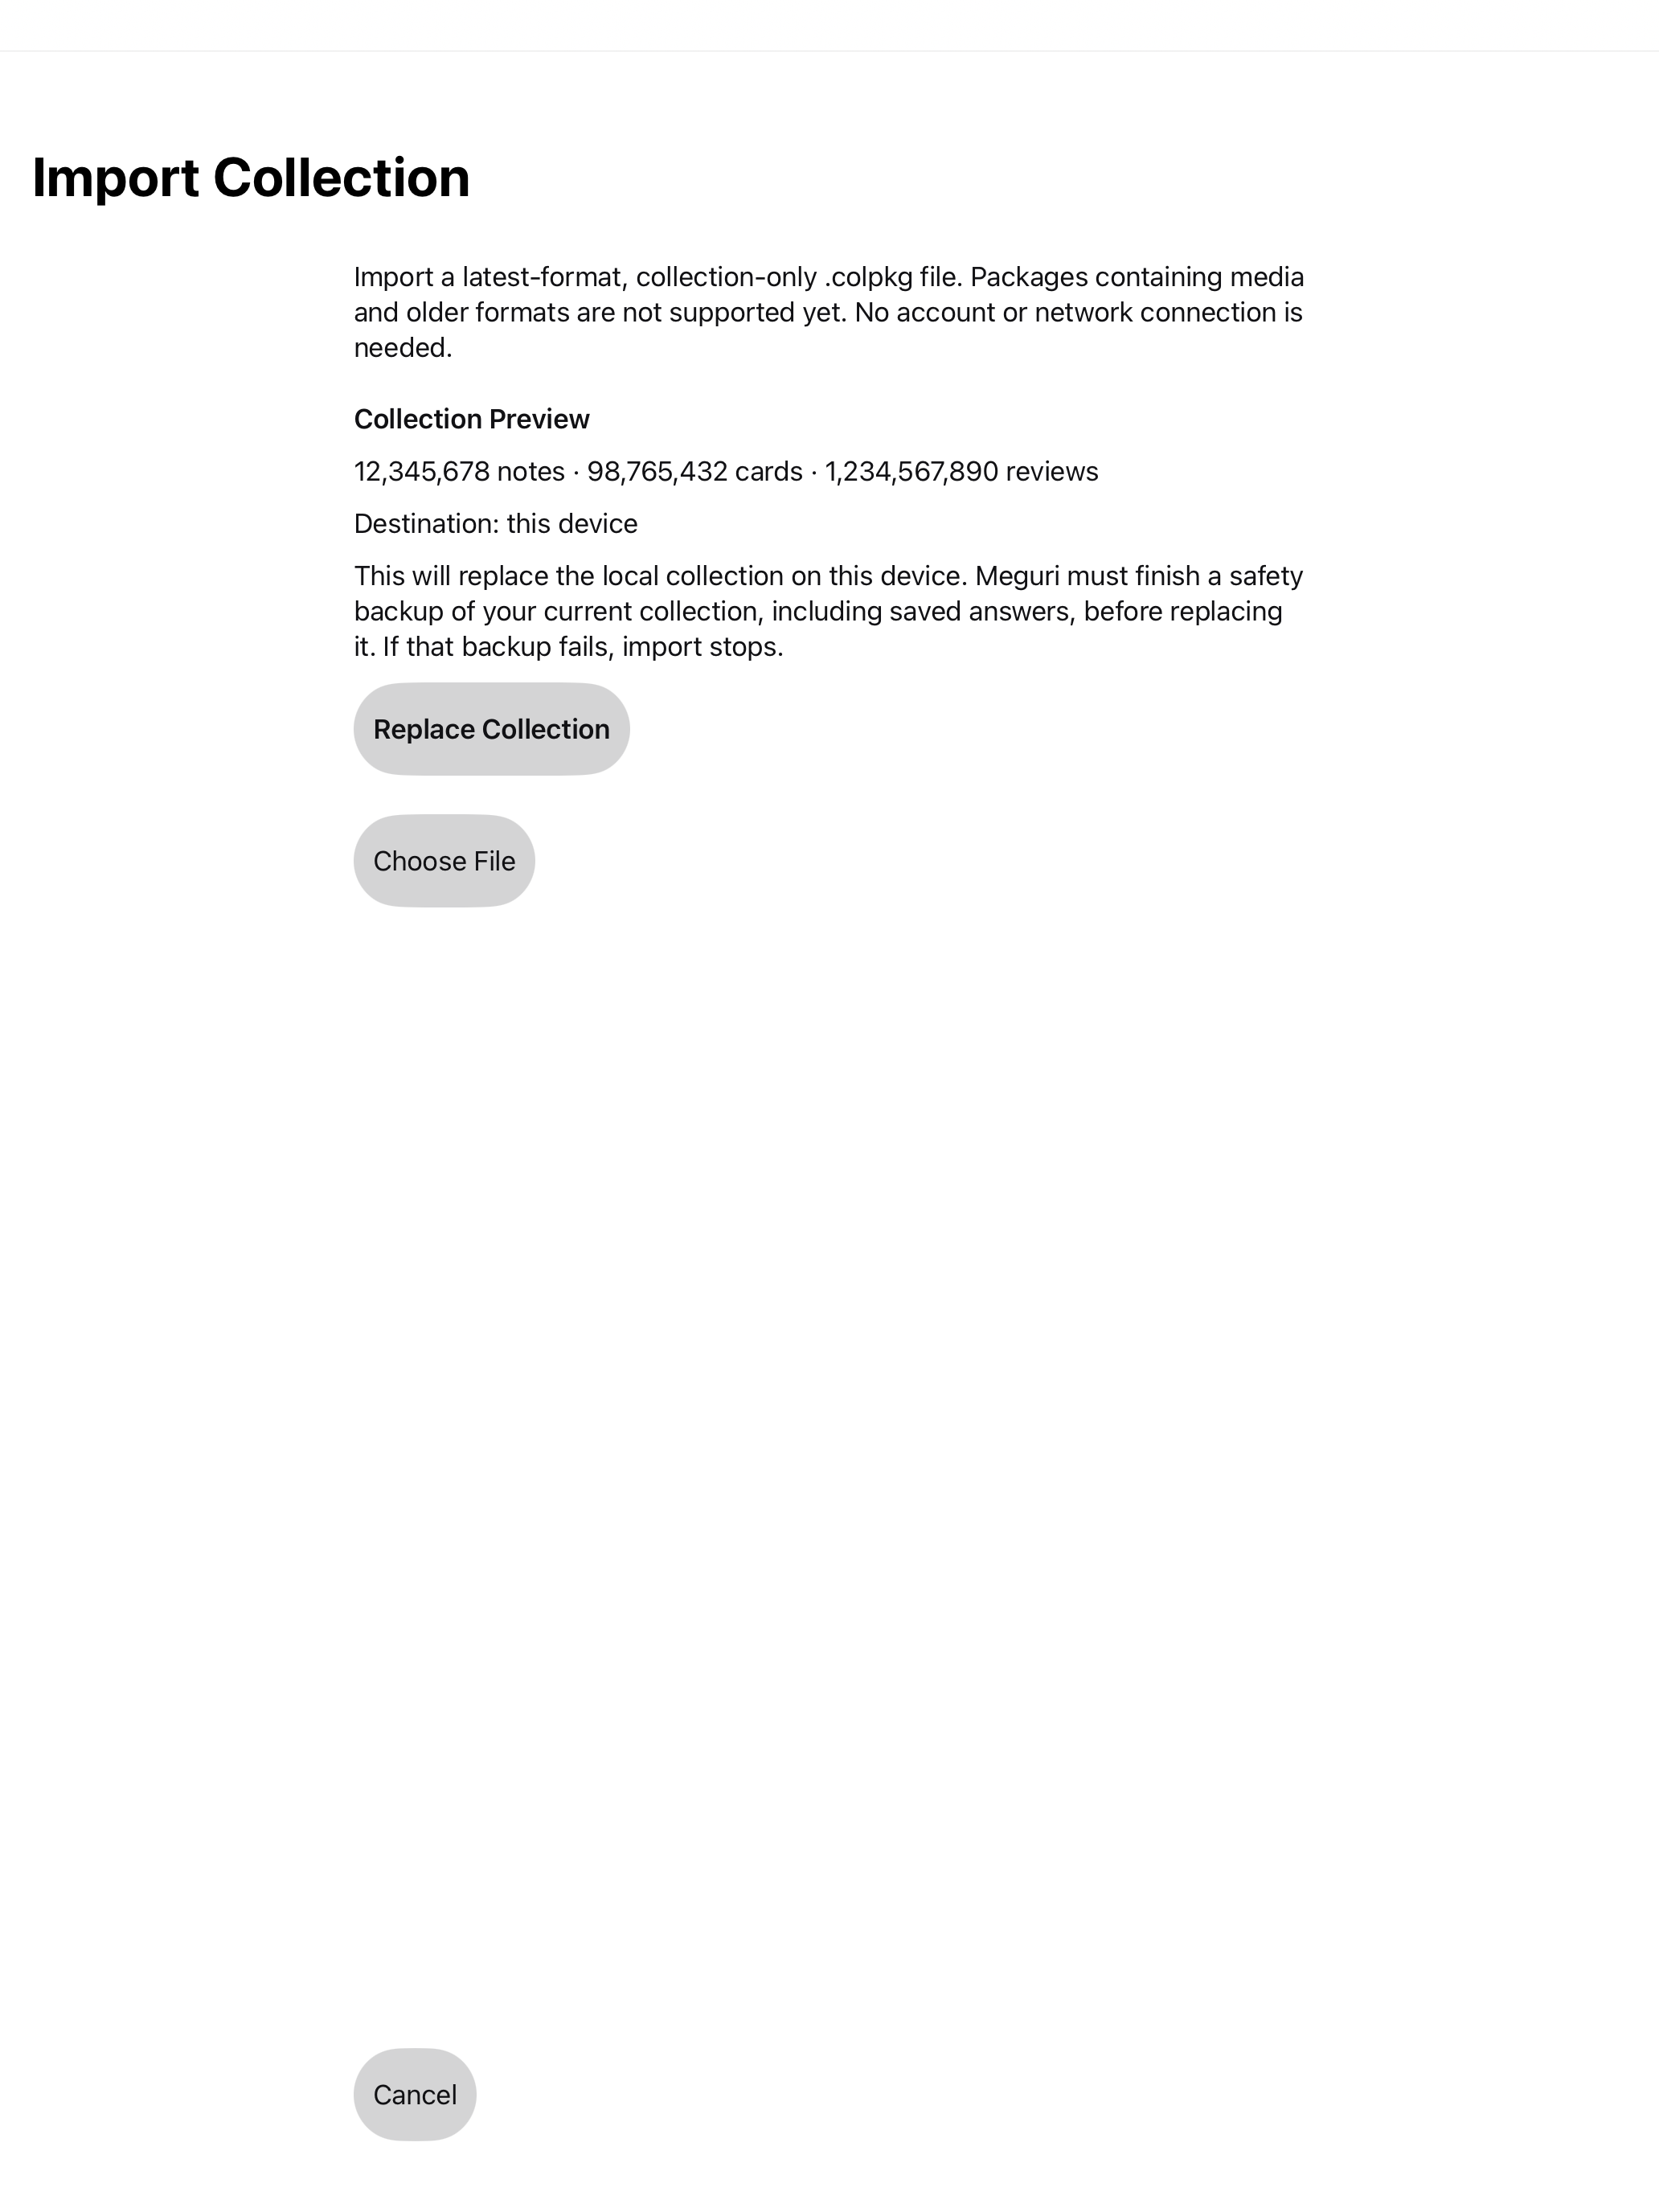 Import Collection
Import a latest-format, collection-only .colpkg file. Packages containing media
and older formats are not supported yet. No account or network connection is
needed.
Collection Preview
12,345,678 notes · 98,765,432 cards · 1,234,567,890 reviews
Destination: this device
This will replace the local collection on this device. Meguri must finish a safety
backup of your current collection, including saved answers, before replacing
it. If that backup fails, import stops.
Replace Collection
Choose File
Cancel